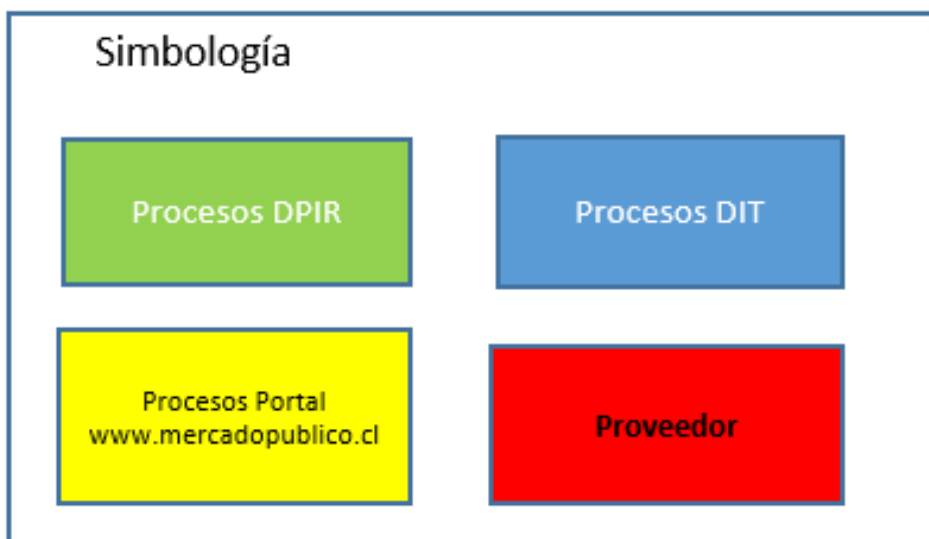 Simbología
Procesos DPIR
Procesos DIT
Procesos Portal
www.mercadopublico.cl
Proveedor